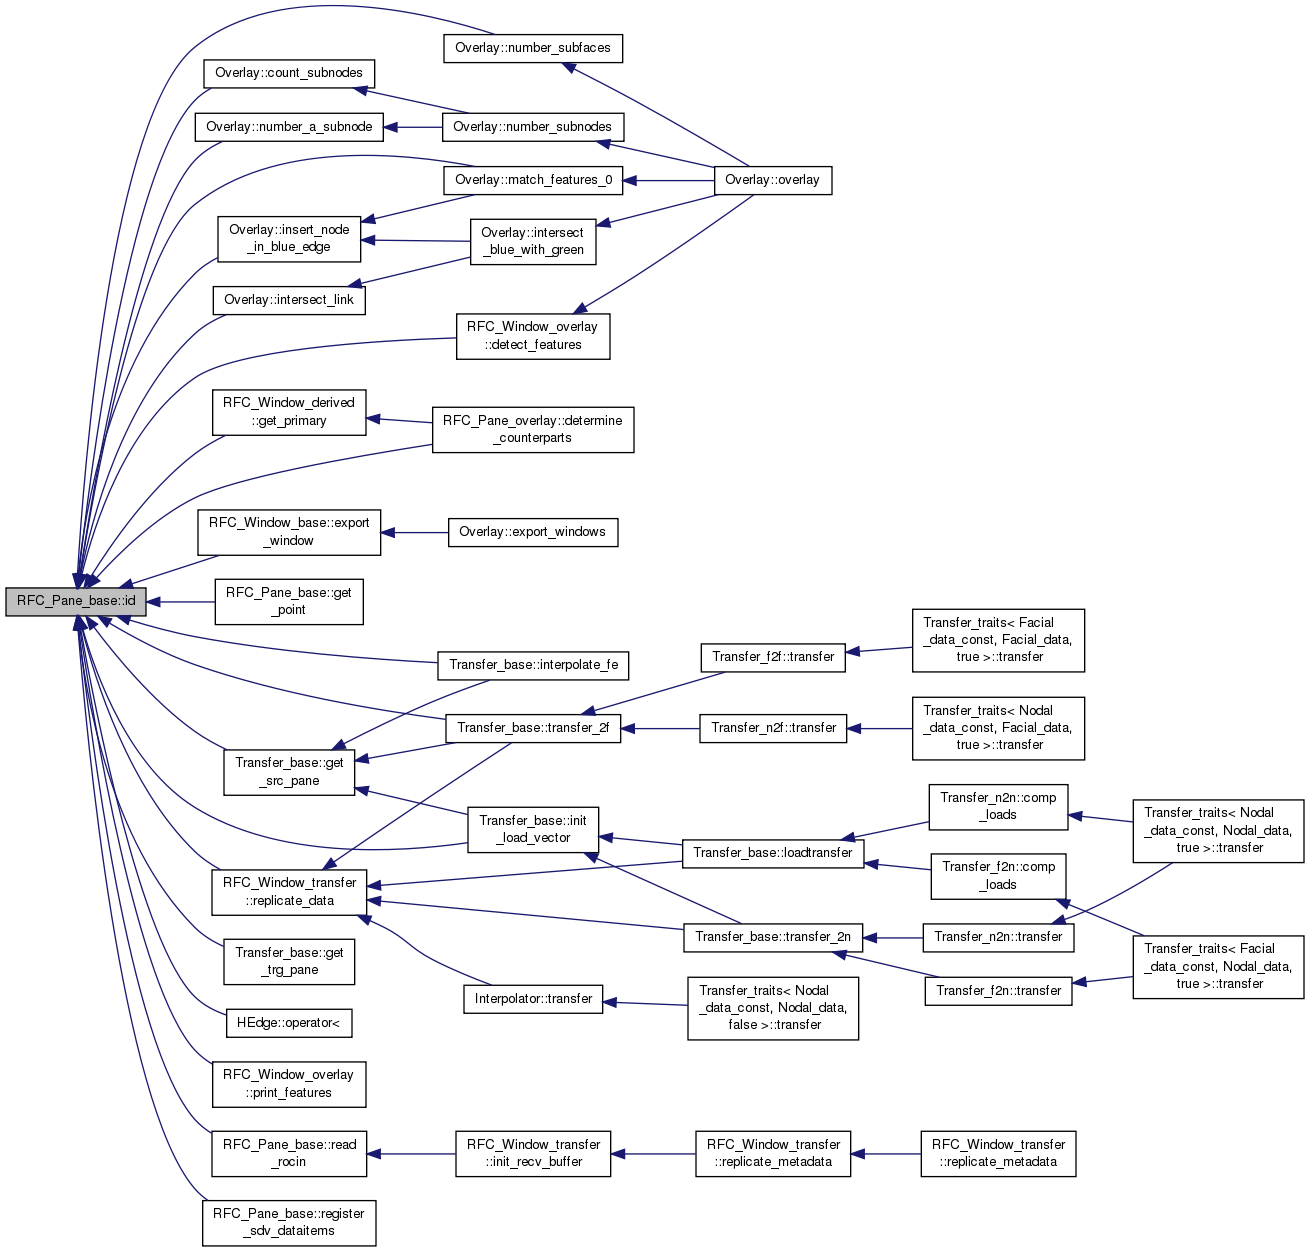 RFC_Pane_base::id
Overlay::number_subfaces
Overlay::count_subnodes
Overlay::number_a_subnode
Overlay::number_subnodes
Overlay::match_features_0
Overlay::overlay
Overlay::insert_node
_in_blue_edge
Overlay::intersect
_blue_with_green
Overlay::intersect_link
RFC_Window_overlay
::detect_features
RFC_Window_derived
::get_primary
RFC_Pane_overlay::determine
_counterparts
RFC_Window_base::export
_window
Overlay::export_windows
RFC_Pane_base::get
_point
Transfer_base::interpolate_fe
Transfer_f2f::transfer
Transfer_traits< Facial
_data_const, Facial_data,
true >::transfer
Transfer_base::transfer_2f
Transfer_n2f::transfer
Transfer_traits< Nodal
_data_const, Facial_data,
true >::transfer
Transfer_base::get
_src_pane
Transfer_base::init
_load_vector
Transfer_base::loadtransfer
Transfer_n2n::comp
_loads
Transfer_traits< Nodal
_data_const, Nodal_data,
true >::transfer
Transfer_f2n::comp
_loads
RFC_Window_transfer
::replicate_data
Transfer_base::transfer_2n
Transfer_n2n::transfer
Transfer_traits< Facial
_data_const, Nodal_data,
true >::transfer
Transfer_f2n::transfer
Transfer_base::get
_trg_pane
Interpolator::transfer
Transfer_traits< Nodal
_data_const, Nodal_data,
false >::transfer
HEdge::operator<
RFC_Window_overlay
::print_features
RFC_Pane_base::read
_rocin
RFC_Window_transfer
::init_recv_buffer
RFC_Window_transfer
::replicate_metadata
RFC_Window_transfer
::replicate_metadata
RFC_Pane_base::register
_sdv_dataitems